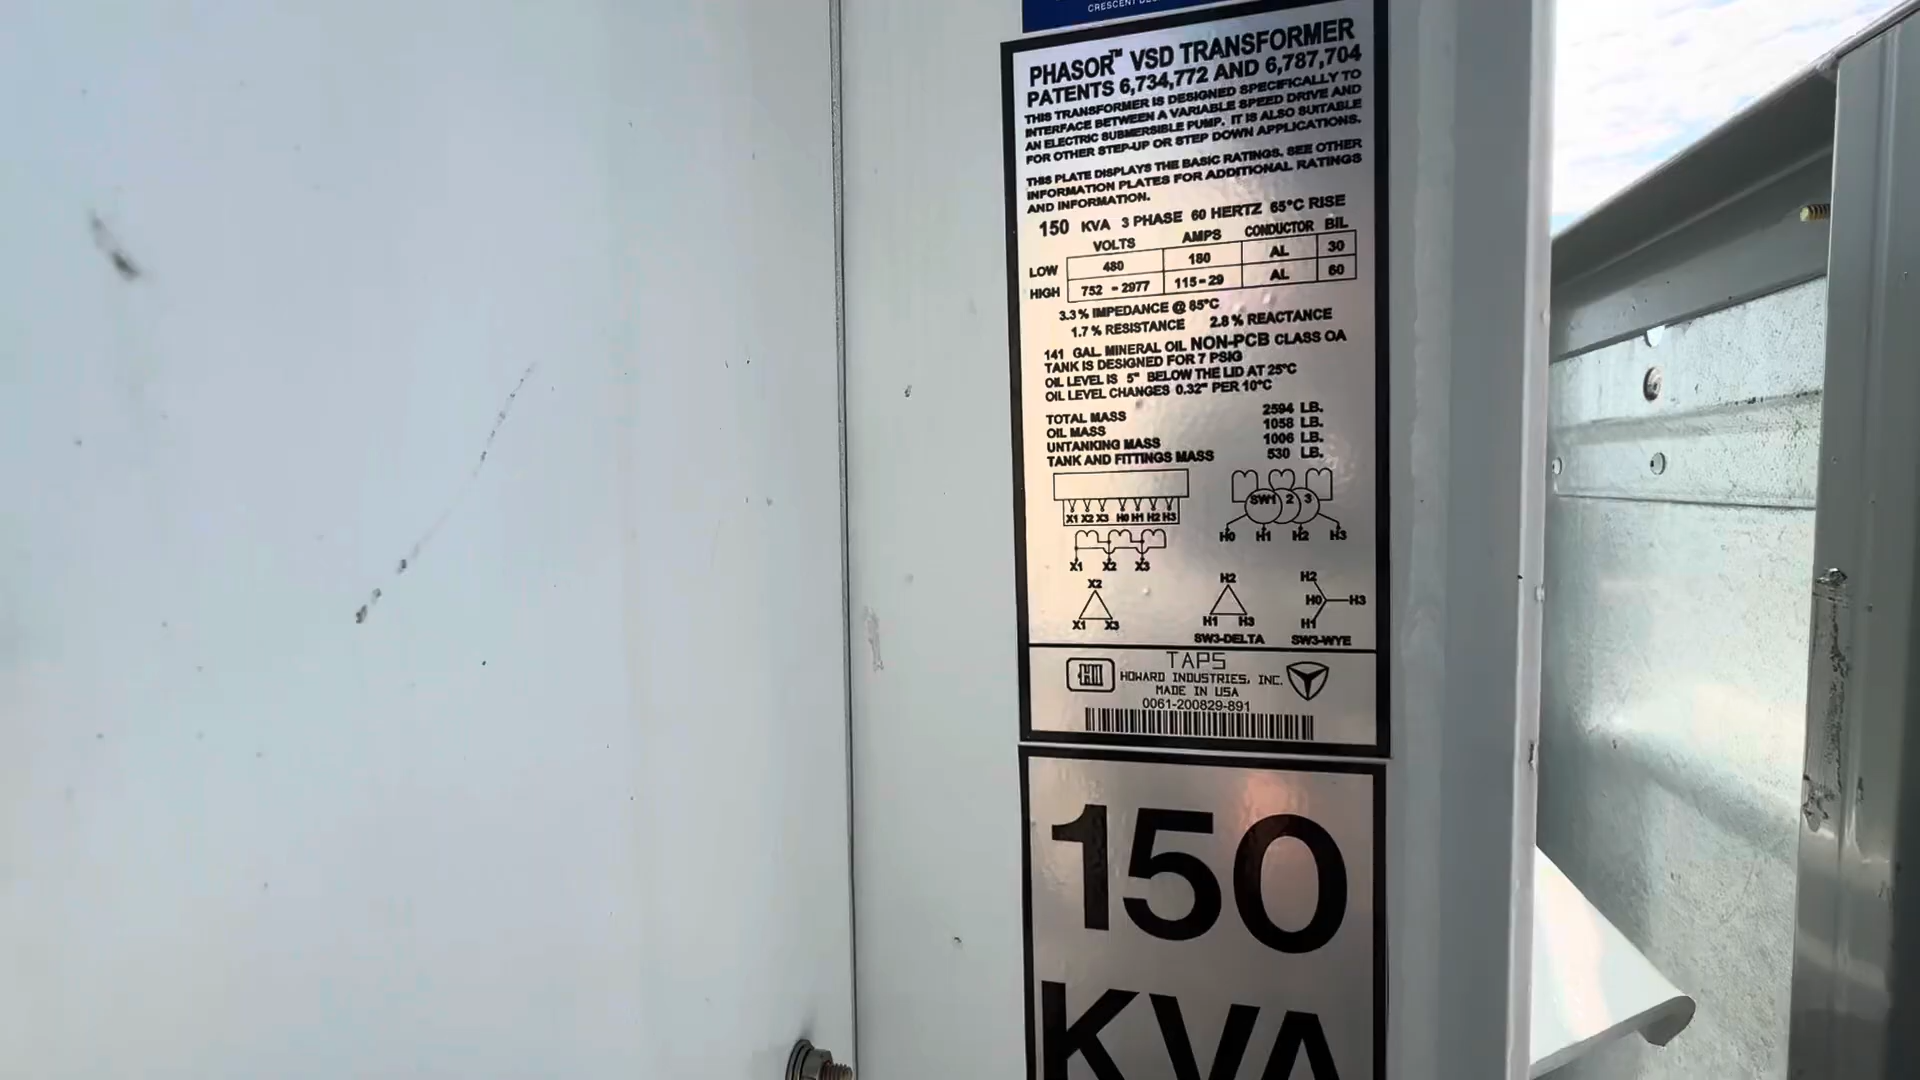 CRESCENT
PHASOR™ VSD TRANSFORMER
PATENTS 6,734,772 AND 6,787,704
THIS TRANSFORMER IS DESIGNED SPECIFICALLY TO
INTERFACE BETWEEN A VARIABLE SPEED DRIVE AND
AN ELECTRIC SUBMERSIBLE PUMP. IT IS ALSO SUITABLE
FOR OTHER STEP-UP OR STEP DOWN APPLICATIONS.
THIS PLATE DISPLAYS THE BASIC RATINGS. SEE OTHER
INFORMATION PLATES FOR ADDITIONAL RATINGS
AND INFORMATION.
150 KVA 3 PHASE 60 HERTZ 65°C RISE
VOLTS AMPS CONDUCTOR BIL
LOW 480 180 AL 30
HIGH 752 - 2977 115-29 AL 60
3.3 % IMPEDANCE @ 85°C
1.7 % RESISTANCE 2.8 % REACTANCE
141 GAL. MINERAL OIL NON-PCB CLASS OA
TANK IS DESIGNED FOR 7 PSIG
OIL LEVEL IS 5" BELOW THE LID AT 25°C
OIL LEVEL CHANGES 0.32" PER 10°C
TOTAL MASS 2594 LB.
OIL MASS 1058 LB.
UNTANKING MASS 1006 LB.
TANK AND FITTINGS MASS 530 LB.
SW1 2 3
X1 X2 X3 H0 H1 H2 H3
H0 H1 H2 H3
X1 X2 X3
X2 H2 H2
H0 H3
X1 X3 H1 H3 H1
SW3-DELTA SW3-WYE
TAPS
HOWARD INDUSTRIES, INC.
MADE IN USA
0061-200829-891
150
KVA